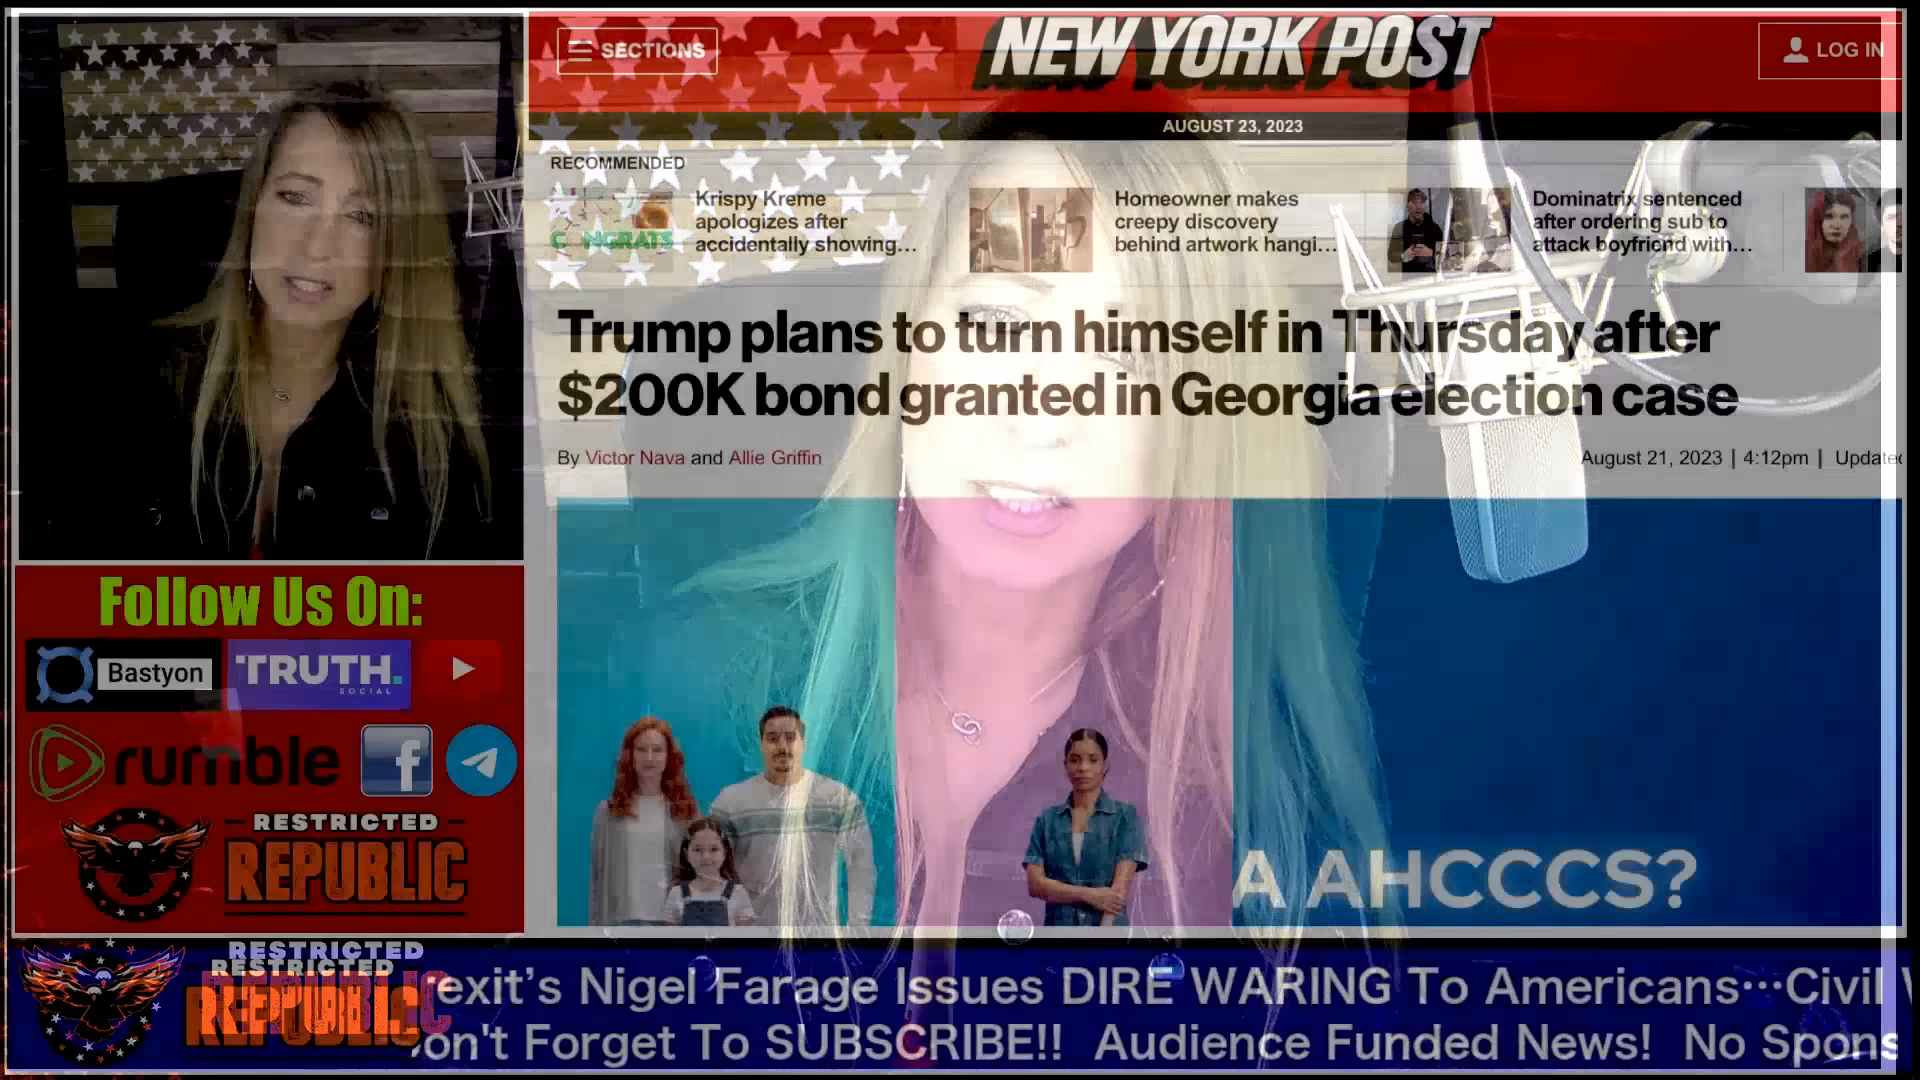 SECTIONS
NEW YORK POST
LOG IN
AUGUST 23, 2023
RECOMMENDED
Krispy Kreme
apologizes after
accidentally showing...
Homeowner makes
creepy discovery
behind artwork hangi...
Dominatrix sentenced
after ordering sub to
attack boyfriend with...
C NGRATS
Trump plans to turn himself in Thursday after
$200K bond granted in Georgia election case
By Victor Nava and Allie Griffin
August 21, 2023 | 4:12pm | Updated
A AHCCCS?
Follow Us On:
Bastyon
TRUTH.
SOCIAL
rumble
f
RESTRICTED
REPUBLIC
RESTRICTED
RESTRICTED
REPUBLIC
exit's Nigel Farage Issues DIRE WARING To Americans…Civil
on't Forget To SUBSCRIBE!! Audience Funded News! No Spons